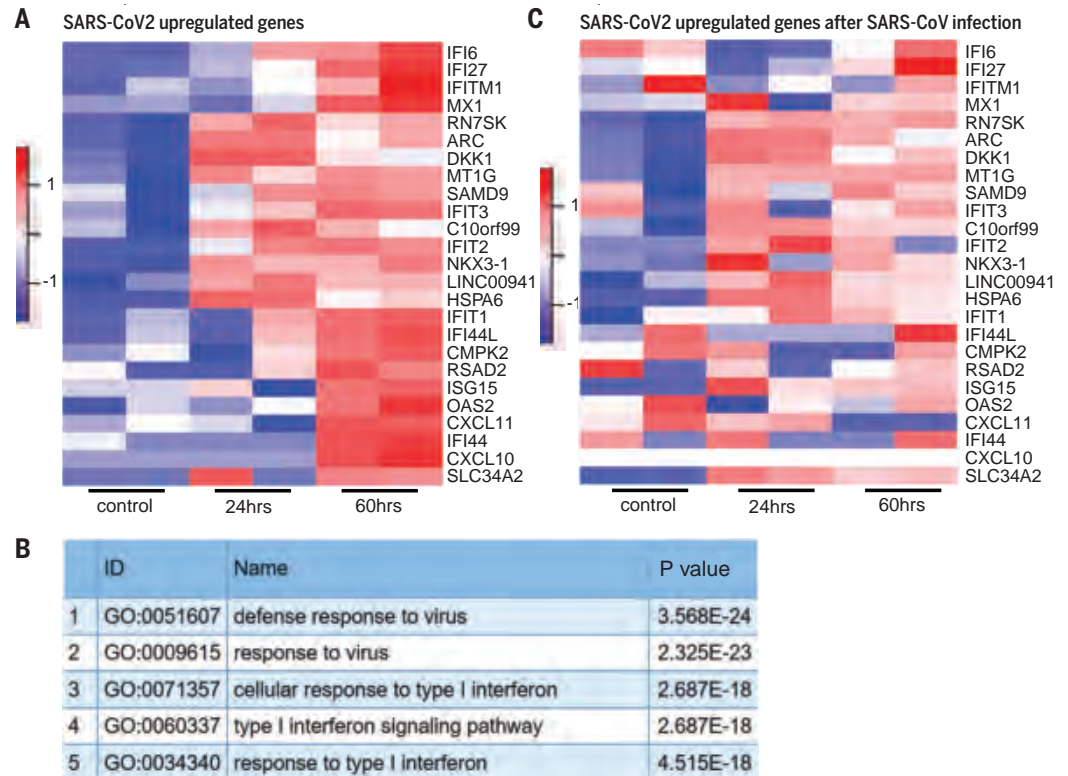 A
SARS-CoV2 upregulated genes
1
-1
IFI6
IFI27
IFITM1
MX1
RN7SK
ARC
DKK1
MT1G
SAMD9
IFIT3
C10orf99
IFIT2
NKX3-1
LINC00941
HSPA6
IFIT1
IFI44L
CMPK2
RSAD2
ISG15
OAS2
CXCL11
IFI44
CXCL10
SLC34A2
control 24hrs 60hrs
C
SARS-CoV2 upregulated genes after SARS-CoV infection
1
-1
IFI6
IFI27
IFITM1
MX1
RN7SK
ARC
DKK1
MT1G
SAMD9
IFIT3
C10orf99
IFIT2
NKX3-1
LINC00941
HSPA6
IFIT1
IFI44L
CMPK2
RSAD2
ISG15
OAS2
CXCL11
IFI44
CXCL10
SLC34A2
control 24hrs 60hrs
B
ID Name P value
1 GO:0051607 defense response to virus 3.568E-24
2 GO:0009615 response to virus 2.325E-23
3 GO:0071357 cellular response to type I interferon 2.687E-18
4 GO:0060337 type I interferon signaling pathway 2.687E-18
5 GO:0034340 response to type I interferon 4.515E-18